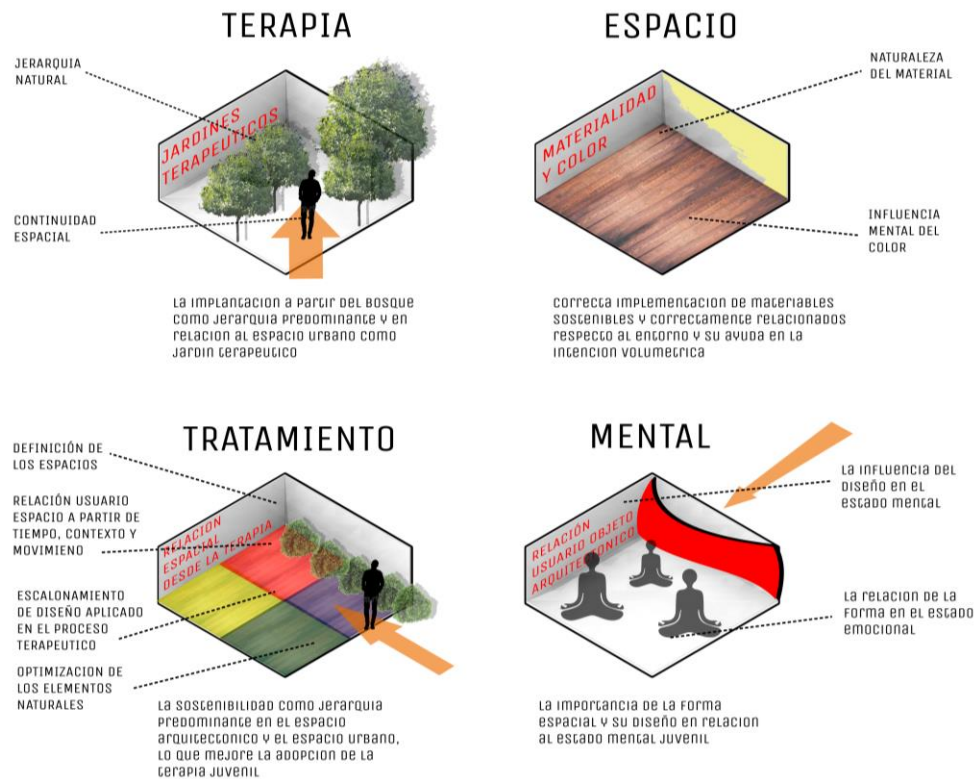 TERAPIA
JERARQUIA
NATURAL
JARDINES
TERAPEUTICOS
CONTINUIDAD
ESPACIAL
La implantacion a partir del bosque
como jerarquia predominante y en
relacion al espacio urbano como
jardin terapeutico
ESPACIO
NATURALEZA
DEL MATERIAL
MATERIALIDAD
Y COLOR
INFLUENCIA
MENTAL DEL
COLOR
Correcta implementacion de materiables
sostenibles y correctamente relacionados
respecto al entorno y su ayuda en la
intencion volumetrica
TRATAMIENTO
DEFINICIÓN DE
LOS ESPACIOS
RELACIÓN USUARIO
ESPACIO A PARTIR DE
TIEMPO, CONTEXTO Y
MOVIMIENO
RELACION
ESPACIAL
DESDE LA TERAPIA
ESCALONAMIENTO
DE DISEÑO APLICADO
EN EL PROCESO
TERAPEUTICO
OPTIMIZACION DE
LOS ELEMENTOS
NATURALES
La sostenibilidad como jerarquia
predominante en el espacio
arquitectonico y el espacio urbano,
lo que mejore la adopcion de la
terapia juvenil
MENTAL
La influencia del
diseño en el
estado mental
RELACIÓN
USUARIO OBJETO
ARQUITECTÓNICO
La relacion de la
forma en el estado
emocional
La importancia de la forma
espacial y su diseño en relacion
al estado mental juvenil